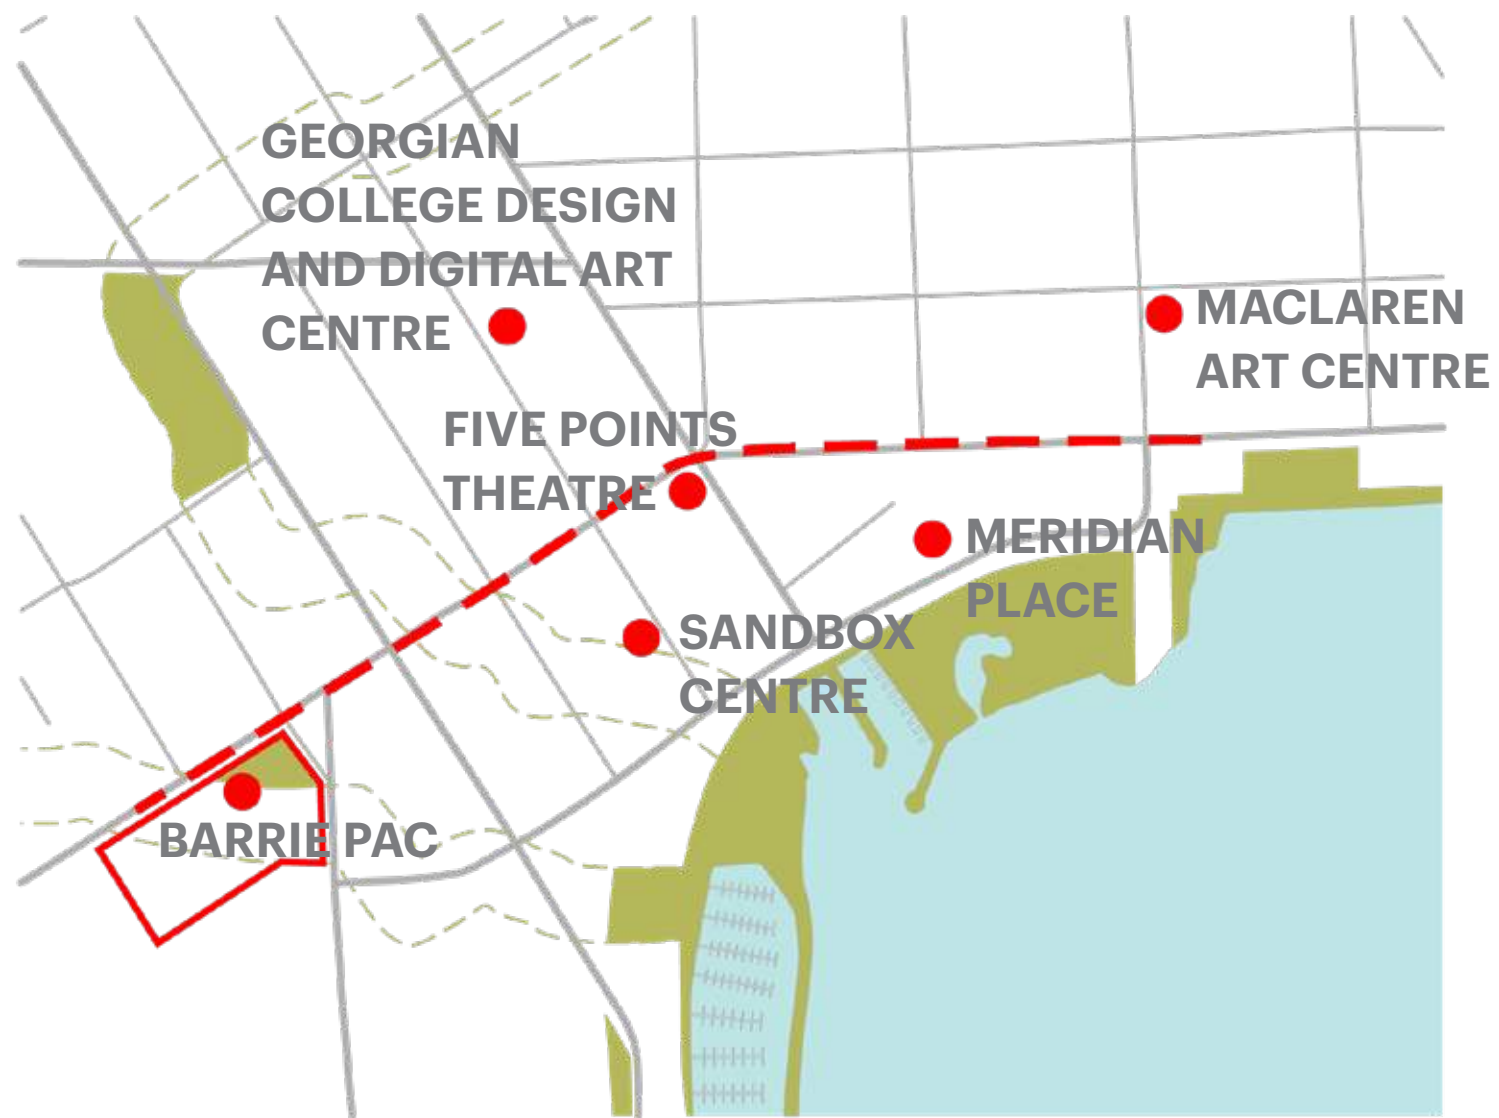 GEORGIAN
COLLEGE DESIGN
AND DIGITAL ART
CENTRE
MACLAREN
ART CENTRE
FIVE POINTS
THEATRE
MERIDIAN
PLACE
SANDBOX
CENTRE
BARRIE PAC